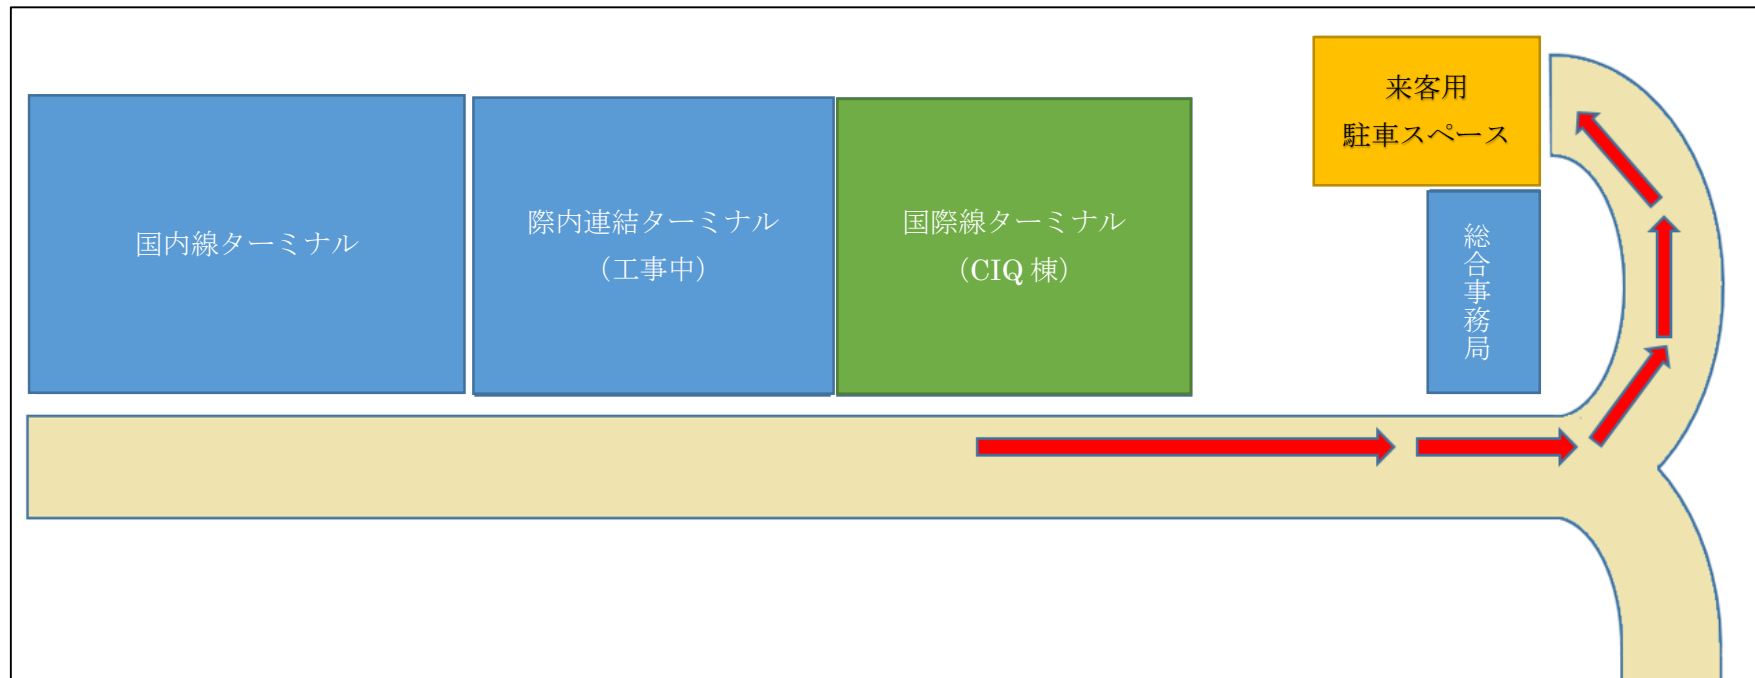 国内線ターミナル
際内連結ターミナル
（工事中）
国際線ターミナル
（CIQ 棟）
来客用
駐車スペース
総合事務局